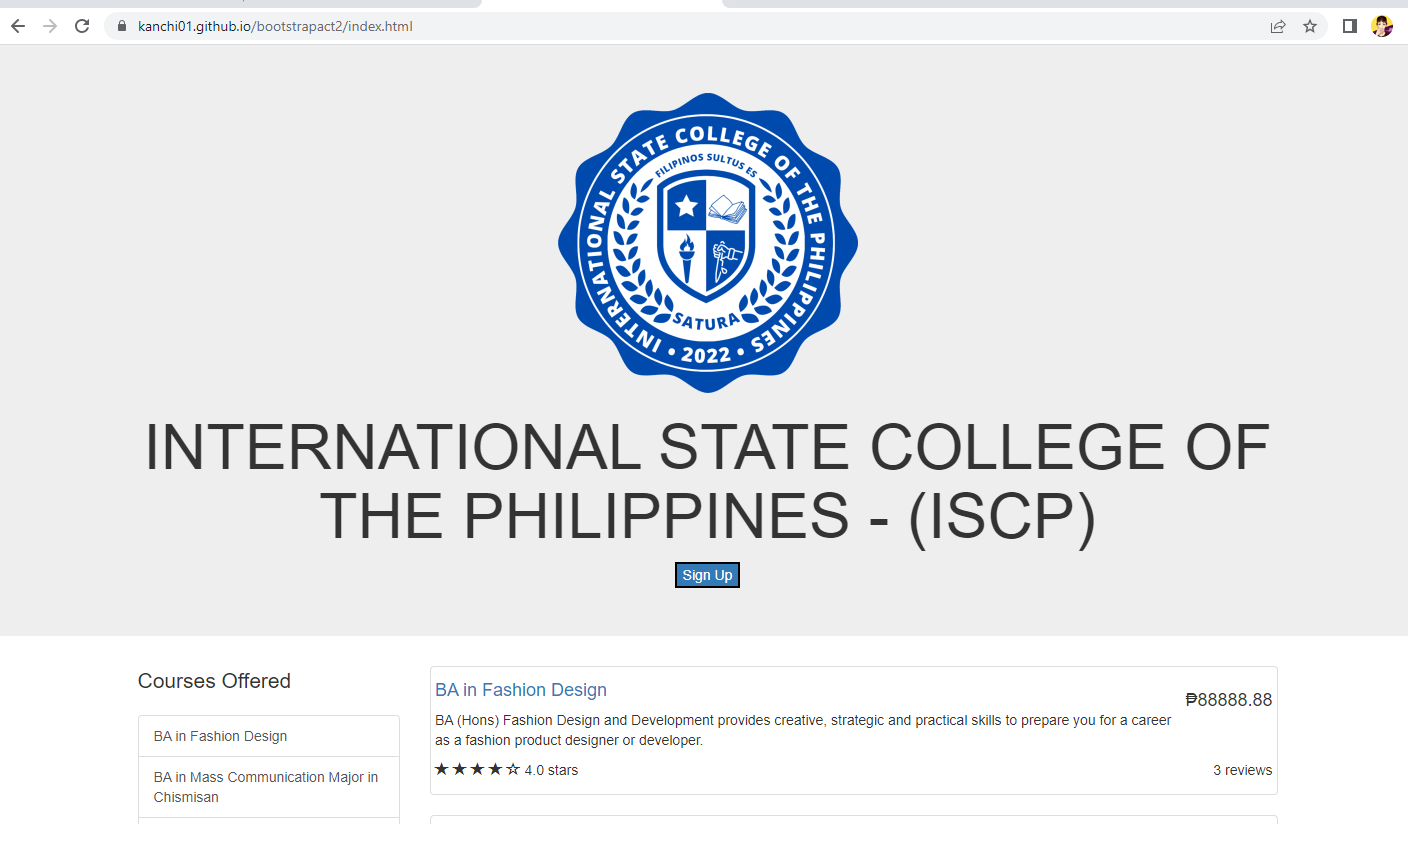 kanchi01.github.io/bootstrapact2/index.html
INTERNATIONAL STATE COLLEGE OF THE PHILIPPINES
FILIPINOS SULTUS ES
SATURA
• 2022 •
INTERNATIONAL STATE COLLEGE OF
THE PHILIPPINES - (ISCP)
Sign Up
Courses Offered
BA in Fashion Design
BA in Mass Communication Major in
Chismisan
BA in Fashion Design
₱88888.88
BA (Hons) Fashion Design and Development provides creative, strategic and practical skills to prepare you for a career
as a fashion product designer or developer.
★ ★ ★ ★ ☆ 4.0 stars
3 reviews